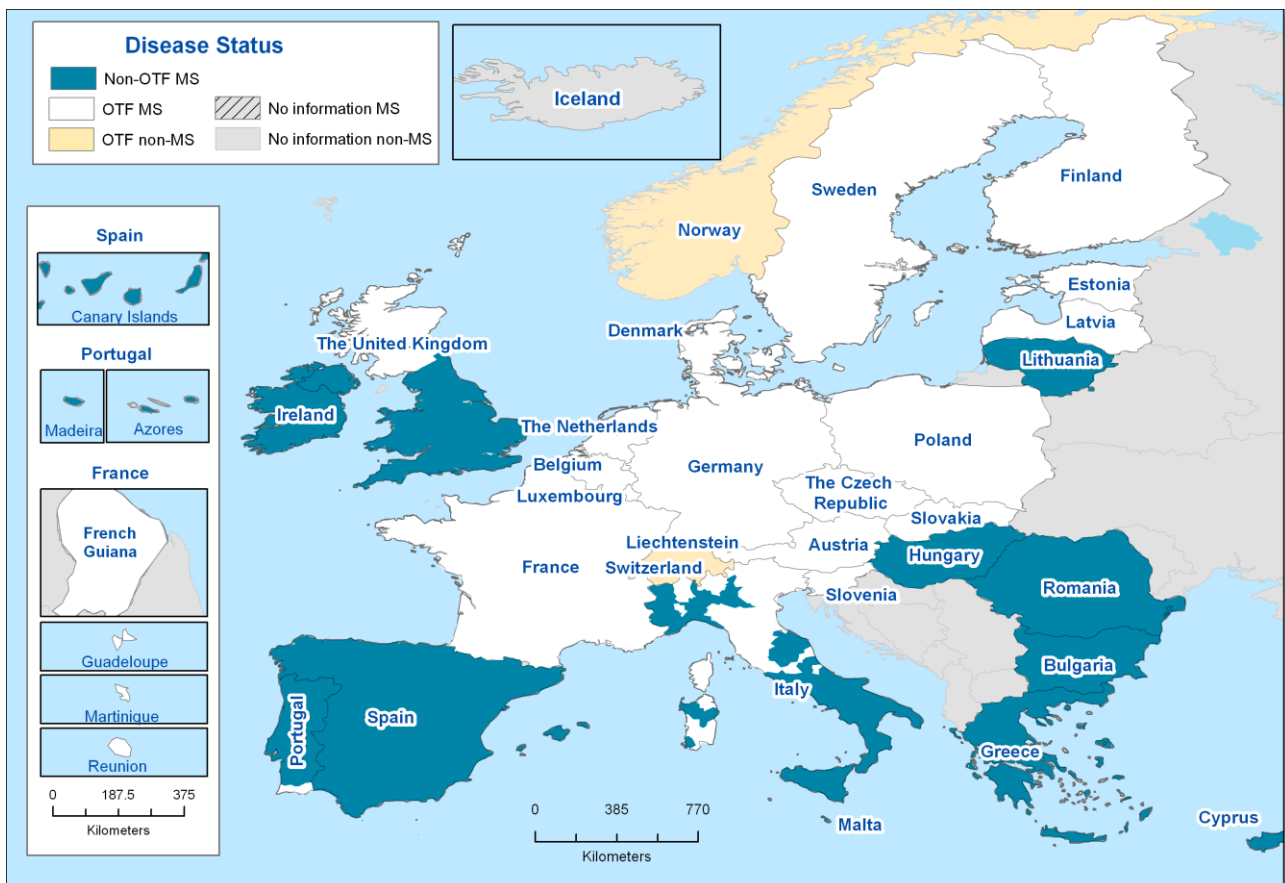 Disease Status
Non-OTF MS
OTF MS
No information MS
OTF non-MS
No information non-MS
Iceland
Spain
Canary Islands
Portugal
Madeira
Azores
France
French
Guiana
Guadeloupe
Martinique
Reunion
0 187.5 375
Kilometers
Finland
Sweden
Norway
Estonia
Latvia
Denmark
The United Kingdom
Lithuania
Ireland
The Netherlands
Poland
Belgium
Germany
The Czech
Republic
Luxembourg
Slovakia
Liechtenstein
Austria
Hungary
France
Switzerland
Romania
Slovenia
Bulgaria
Italy
Portugal
Spain
Greece
0 385 770
Kilometers
Malta
Cyprus